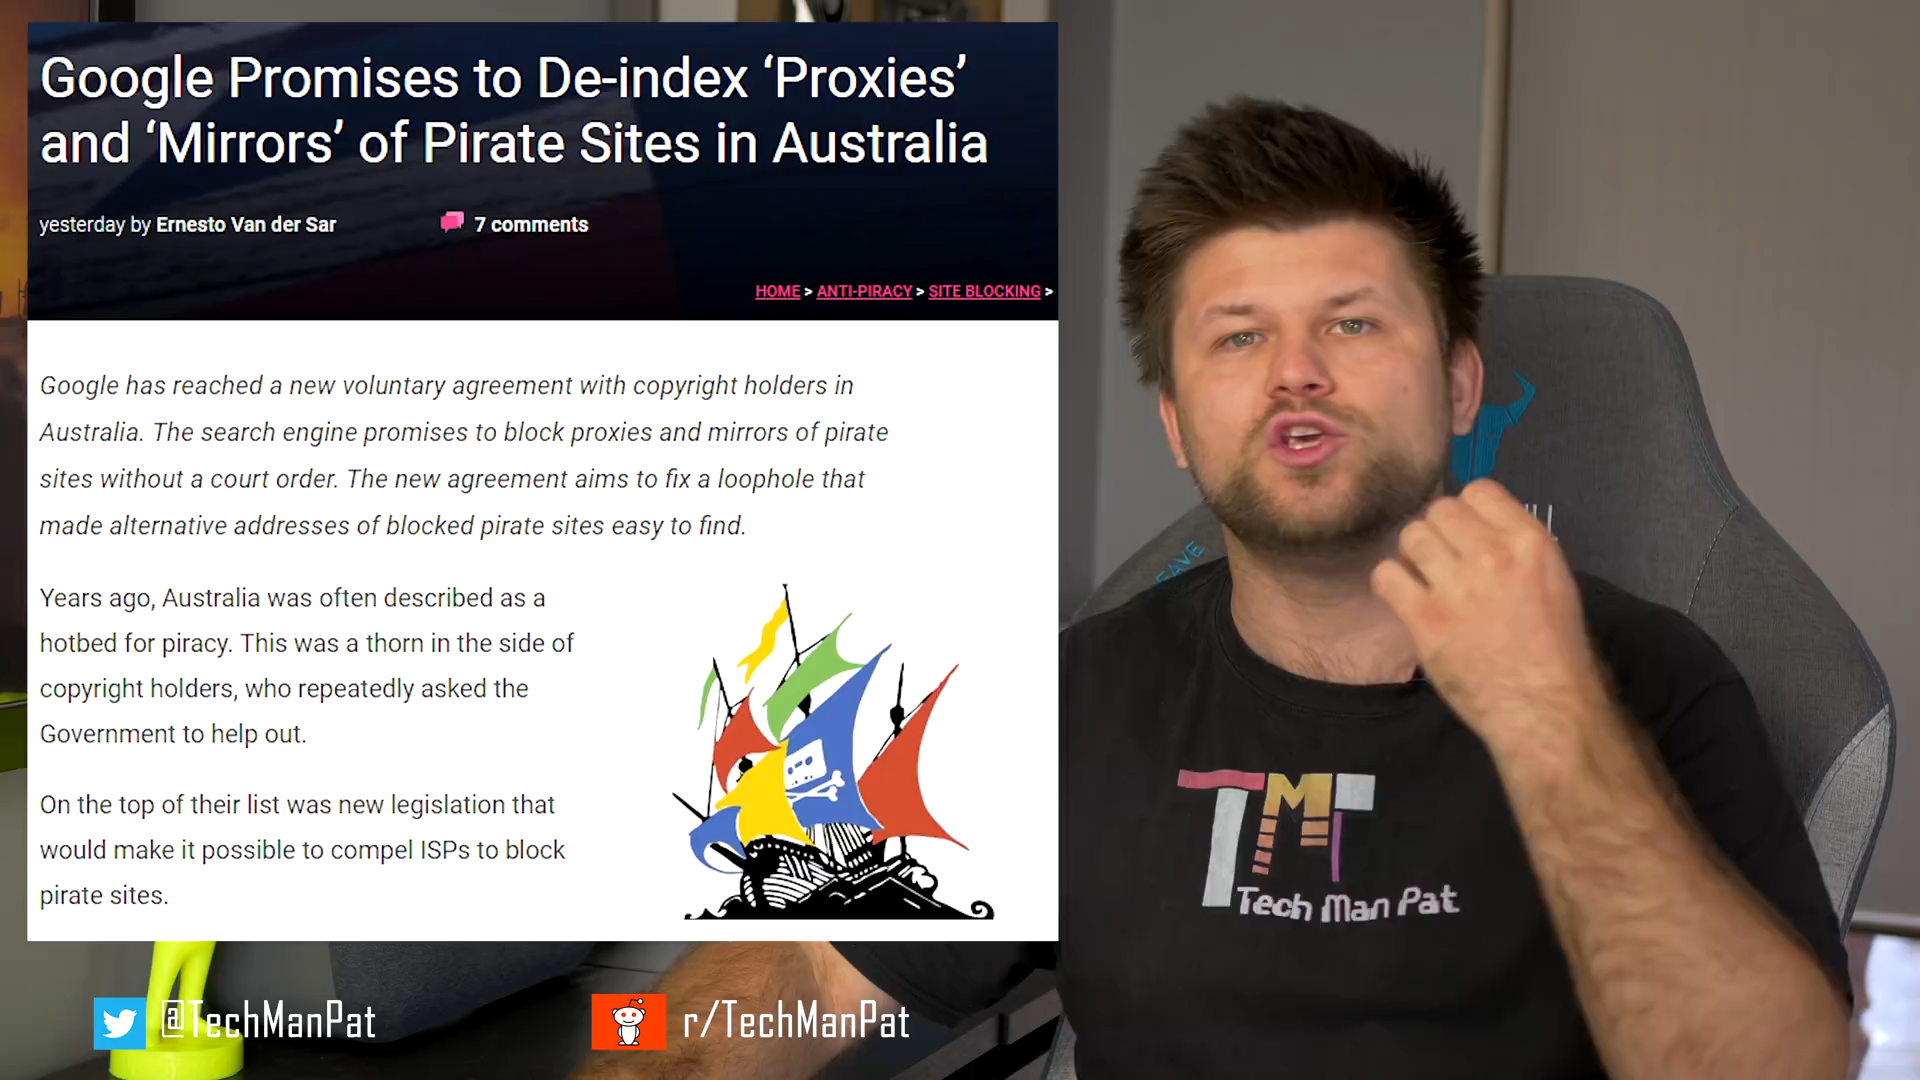 Google Promises to De-index ‘Proxies’
and ‘Mirrors’ of Pirate Sites in Australia
yesterday by Ernesto Van der Sar
7 comments
HOME > ANTI-PIRACY > SITE BLOCKING >
Google has reached a new voluntary agreement with copyright holders in
Australia. The search engine promises to block proxies and mirrors of pirate
sites without a court order. The new agreement aims to fix a loophole that
made alternative addresses of blocked pirate sites easy to find.
Years ago, Australia was often described as a
hotbed for piracy. This was a thorn in the side of
copyright holders, who repeatedly asked the
Government to help out.
On the top of their list was new legislation that
would make it possible to compel ISPs to block
pirate sites.
TMP
Tech Man Pat
@TechManPat
r/TechManPat